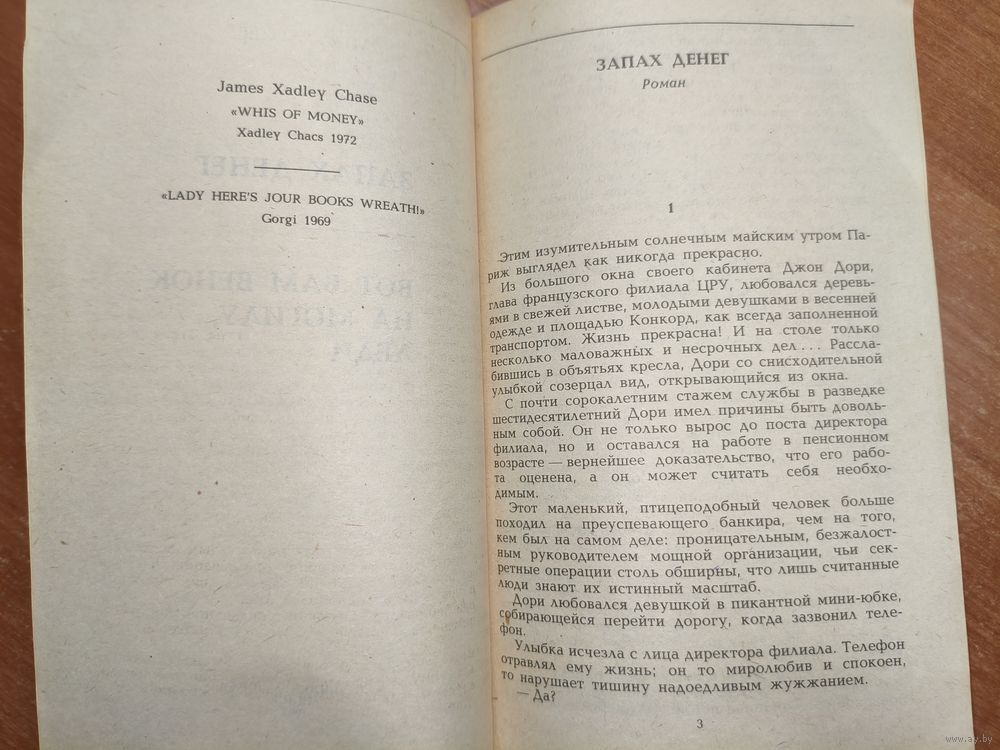 James Xadley Chase
«WHIS OF MONEY»
Xadley Chacs 1972
«LADY HERE'S JOUR BOOKS WREATH!»
Gorgi 1969
ЗАПАХ ДЕНЕГ
Роман
1
Этим изумительным солнечным майским утром Па-
риж выглядел как никогда прекрасно.
Из большого окна своего кабинета Джон Дори,
глава французского филиала ЦРУ, любовался деревь-
ями в свежей листве, молодыми девушками в весенней
одежде и площадью Конкорд, как всегда заполненной
транспортом. Жизнь прекрасна! И на столе только
несколько маловажных и несрочных дел... Рассла-
бившись в объятьях кресла, Дори со снисходительной
улыбкой созерцал вид, открывающийся из окна.
С почти сорокалетним стажем службы в разведке
шестидесятилетний Дори имел причины быть доволь-
ным собой. Он не только вырос до поста директора
филиала, но и оставался на работе в пенсионном
возрасте — вернейшее доказательство, что его рабо-
та оценена, а он может считать себя необхо-
димым.
Этот маленький, птицеподобный человек больше
походил на преуспевающего банкира, чем на того,
кем был на самом деле: проницательным, безжалост-
ным руководителем мощной организации, чьи сек-
ретные операции столь обширны, что лишь считанные
люди знают их истинный масштаб.
Дори любовался девушкой в пикантной мини-юбке,
собирающейся перейти дорогу, когда зазвонил теле-
фон.
Улыбка исчезла с лица директора филиала. Телефон
отравлял ему жизнь; он то миролюбив и спокоен,
то нарушает тишину надоедливым жужжанием.
— Да?
3
www.ay.by